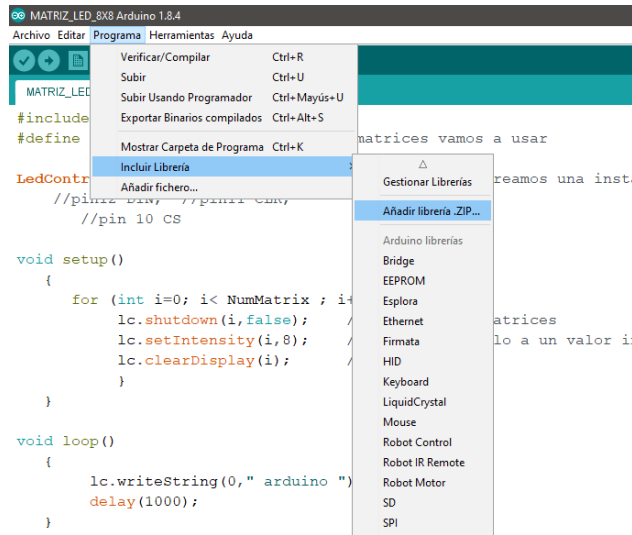 MATRIZ_LED_8X8 Arduino 1.8.4
Archivo Editar Programa Herramientas Ayuda
Verificar/Compilar Ctrl+R
Subir Ctrl+U
Subir Usando Programador Ctrl+Mayús+U
Exportar Binarios compilados Ctrl+Alt+S
Mostrar Carpeta de Programa Ctrl+K
Incluir Librería
Añadir fichero...
Gestionar Librerías
Añadir librería .ZIP...
Arduino librerías
Bridge
EEPROM
Esplora
Ethernet
Firmata
HID
Keyboard
LiquidCrystal
Mouse
Robot Control
Robot IR Remote
Robot Motor
SD
SPI
MATRIZ_LED
#include
#define matrices vamos a usar
LedContr reamos una inst
//pin 10 CS
void setup()
{
for (int i=0; i< NumMatrix ; i+
lc.shutdown(i,false); / atrices
lc.setIntensity(i,8); / lo a un valor i
lc.clearDisplay(i); /
}
}
void loop()
{
lc.writeString(0," arduino ")
delay(1000);
}